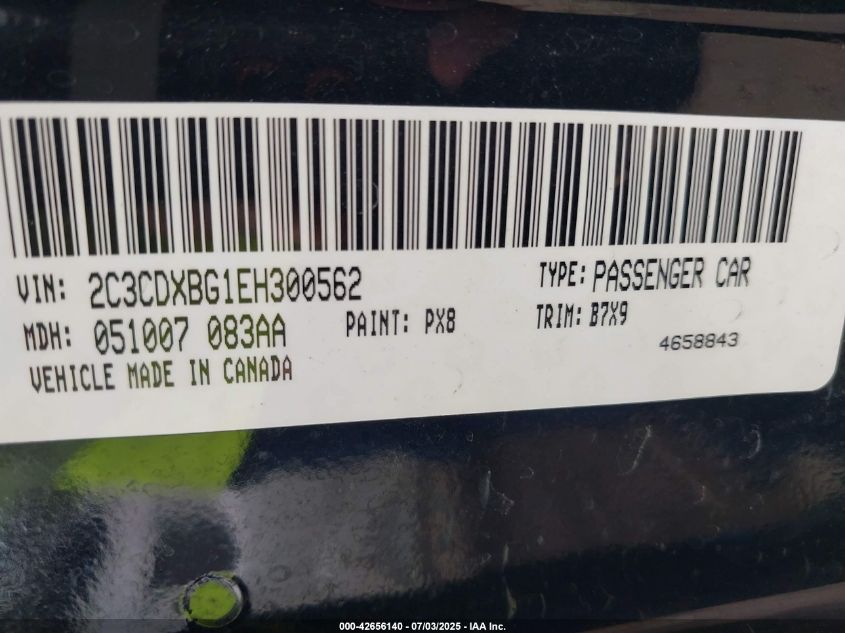 VIN: 2C3CDXBG1EH300562 TYPE: PASSENGER CAR
MDH: 051007 083AA PAINT: PX8 TRIM: B7X9
4658843
VEHICLE MADE IN CANADA
000-42656140 - 07/03/2025 - IAA Inc.